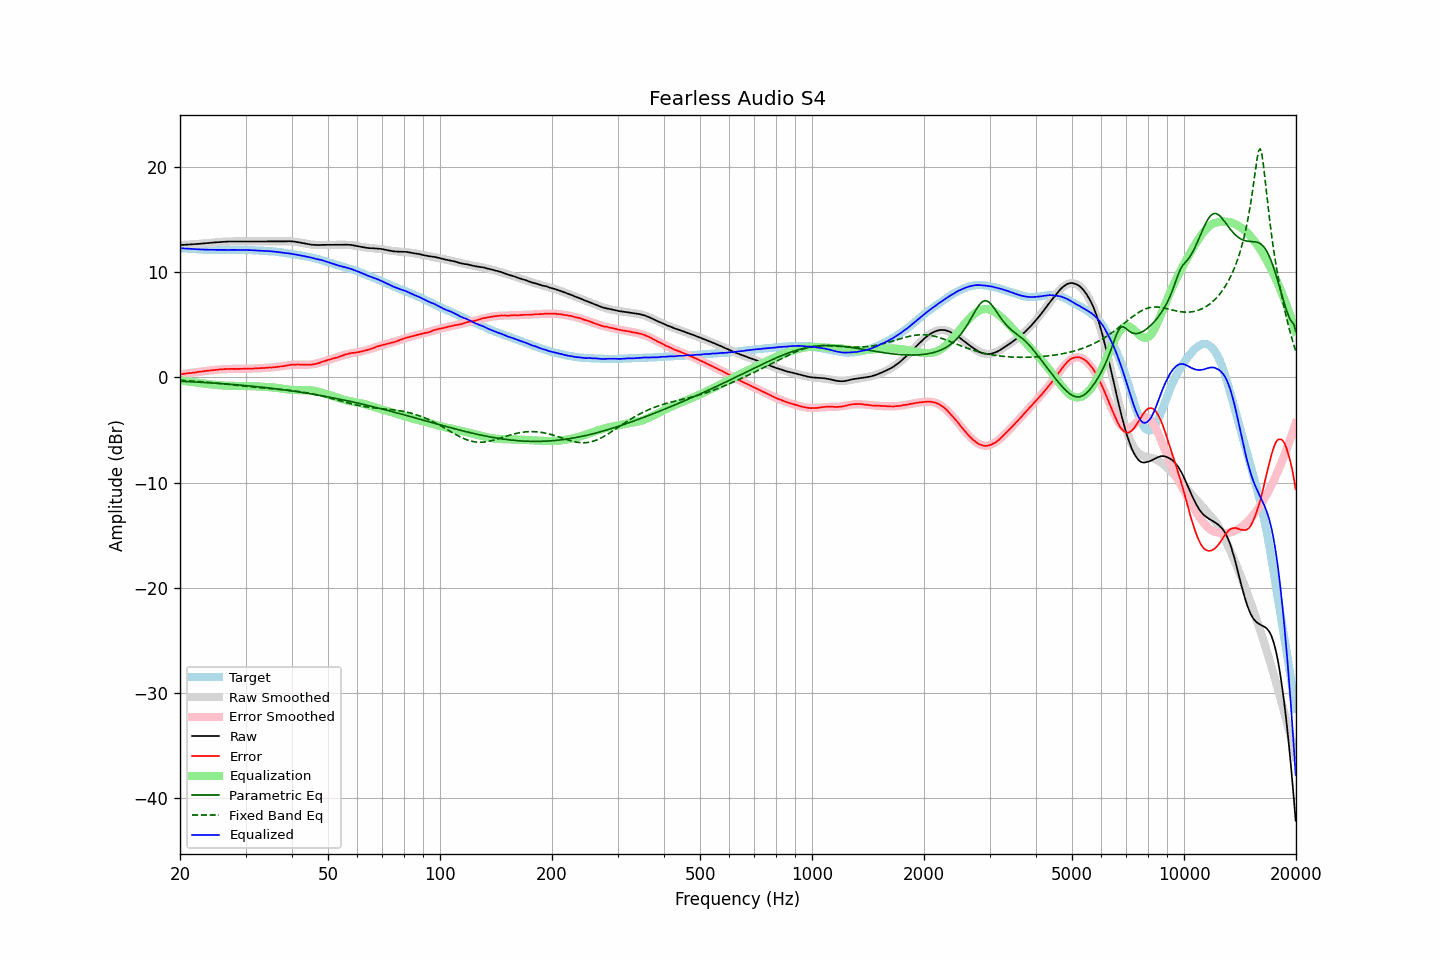 Fearless Audio S4
Amplitude (dBr)
20
10
0
−10
−20
−30
−40
Target
Raw Smoothed
Error Smoothed
Raw
Error
Equalization
Parametric Eq
Fixed Band Eq
Equalized
20 50 100 200 500 1000 2000 5000 10000 20000
Frequency (Hz)